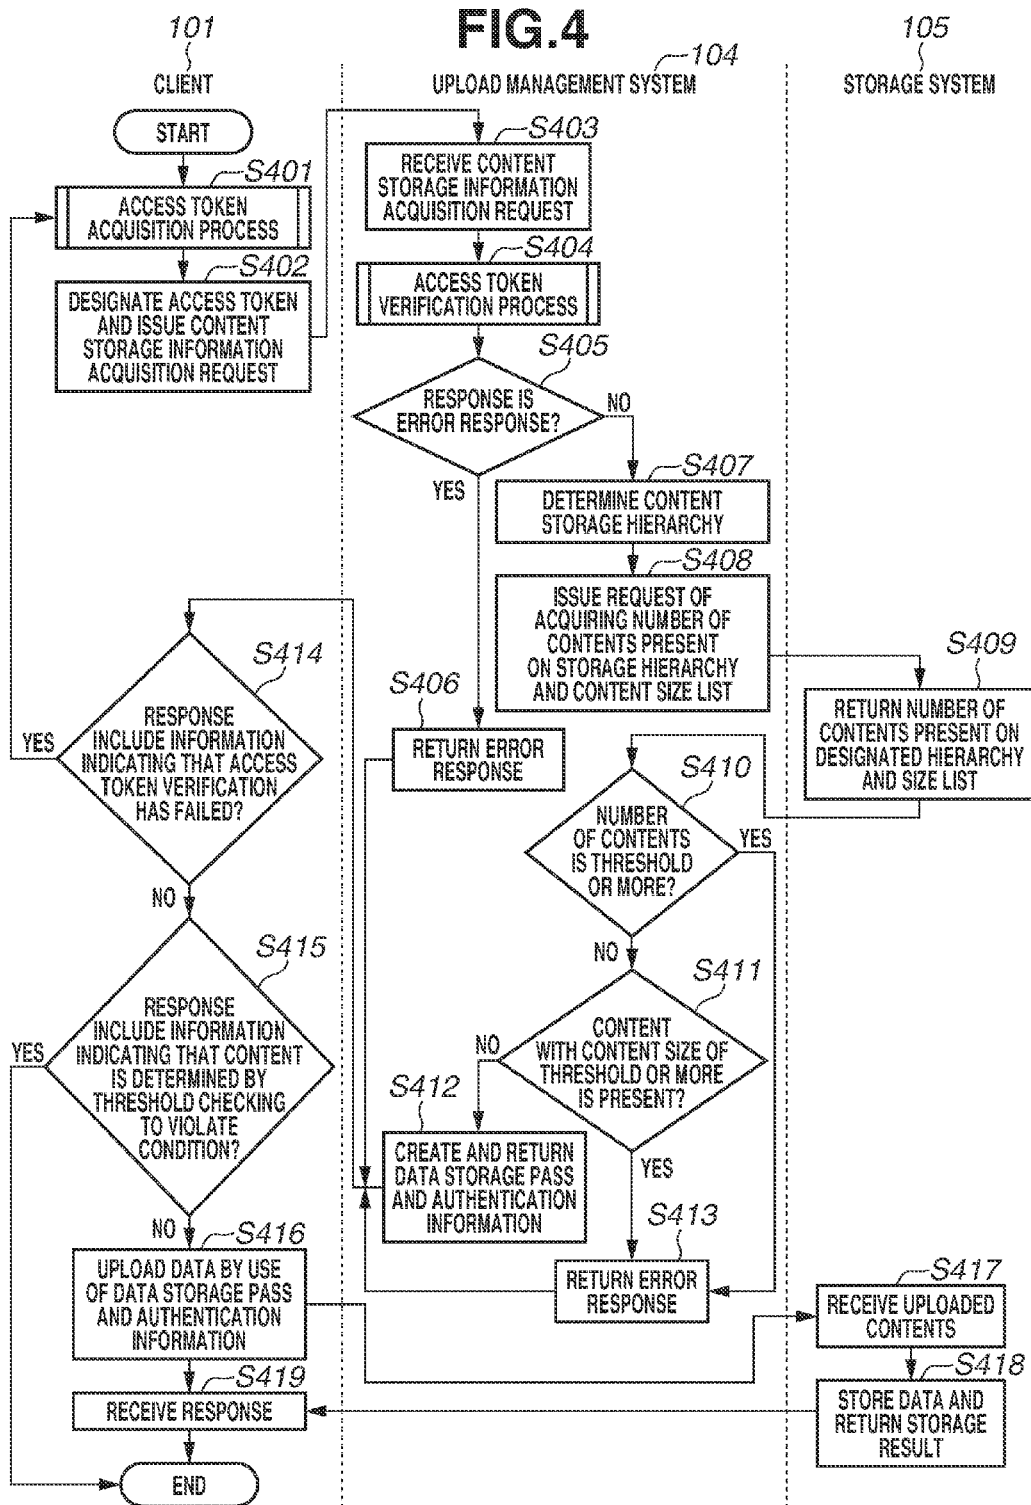 FIG.4
101
CLIENT
104
UPLOAD MANAGEMENT SYSTEM
105
STORAGE SYSTEM
START
S401
ACCESS TOKEN
ACQUISITION PROCESS
S402
DESIGNATE ACCESS TOKEN
AND ISSUE CONTENT
STORAGE INFORMATION
ACQUISITION REQUEST
S403
RECEIVE CONTENT
STORAGE INFORMATION
ACQUISITION REQUEST
S404
ACCESS TOKEN
VERIFICATION PROCESS
S405
RESPONSE IS
ERROR RESPONSE?
NO
YES
S407
DETERMINE CONTENT
STORAGE HIERARCHY
S408
ISSUE REQUEST OF
ACQUIRING NUMBER OF
CONTENTS PRESENT
ON STORAGE HIERARCHY
AND CONTENT SIZE LIST
S409
RETURN NUMBER OF
CONTENTS PRESENT ON
DESIGNATED HIERARCHY
AND SIZE LIST
S406
RETURN ERROR
RESPONSE
S410
NUMBER
OF CONTENTS
IS THRESHOLD
OR MORE?
YES
NO
S411
CONTENT
WITH CONTENT SIZE OF
THRESHOLD OR MORE
IS PRESENT?
NO
YES
S412
CREATE AND RETURN
DATA STORAGE PASS
AND AUTHENTICATION
INFORMATION
S413
RETURN ERROR
RESPONSE
S414
RESPONSE
INCLUDE INFORMATION
INDICATING THAT ACCESS
TOKEN VERIFICATION
HAS FAILED?
YES
NO
S415
RESPONSE
INCLUDE INFORMATION
INDICATING THAT CONTENT
IS DETERMINED BY
THRESHOLD CHECKING
TO VIOLATE
CONDITION?
YES
NO
S416
UPLOAD DATA BY USE
OF DATA STORAGE PASS
AND AUTHENTICATION
INFORMATION
S417
RECEIVE UPLOADED
CONTENTS
S418
STORE DATA AND
RETURN STORAGE
RESULT
S419
RECEIVE RESPONSE
END